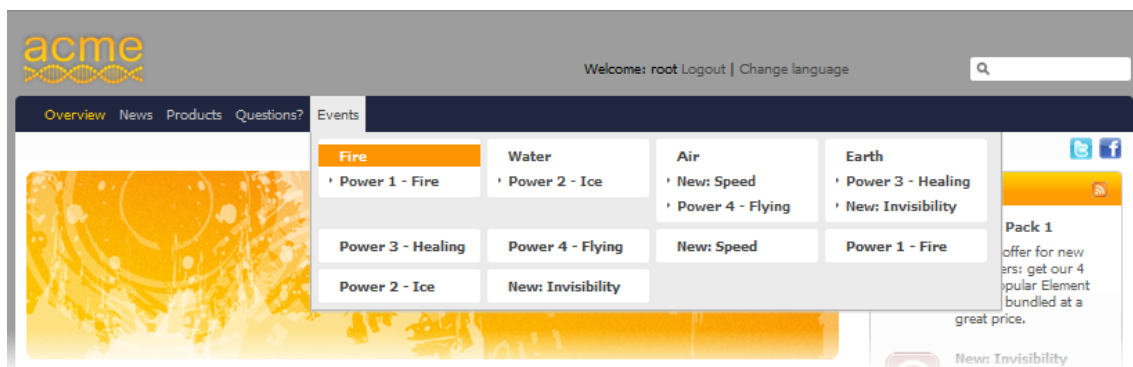 acme
Welcome: root Logout | Change language
Overview News Products Questions? Events
Fire Water Air Earth
Power 1 - Fire Power 2 - Ice New: Speed Power 3 - Healing
Power 4 - Flying New: Invisibility
Pack 1
Power 3 - Healing Power 4 - Flying New: Speed Power 1 - Fire
offer for new
ers: get our 4
Power 2 - Ice New: Invisibility
opular Element
bundled at a
great price.
New: Invisibility